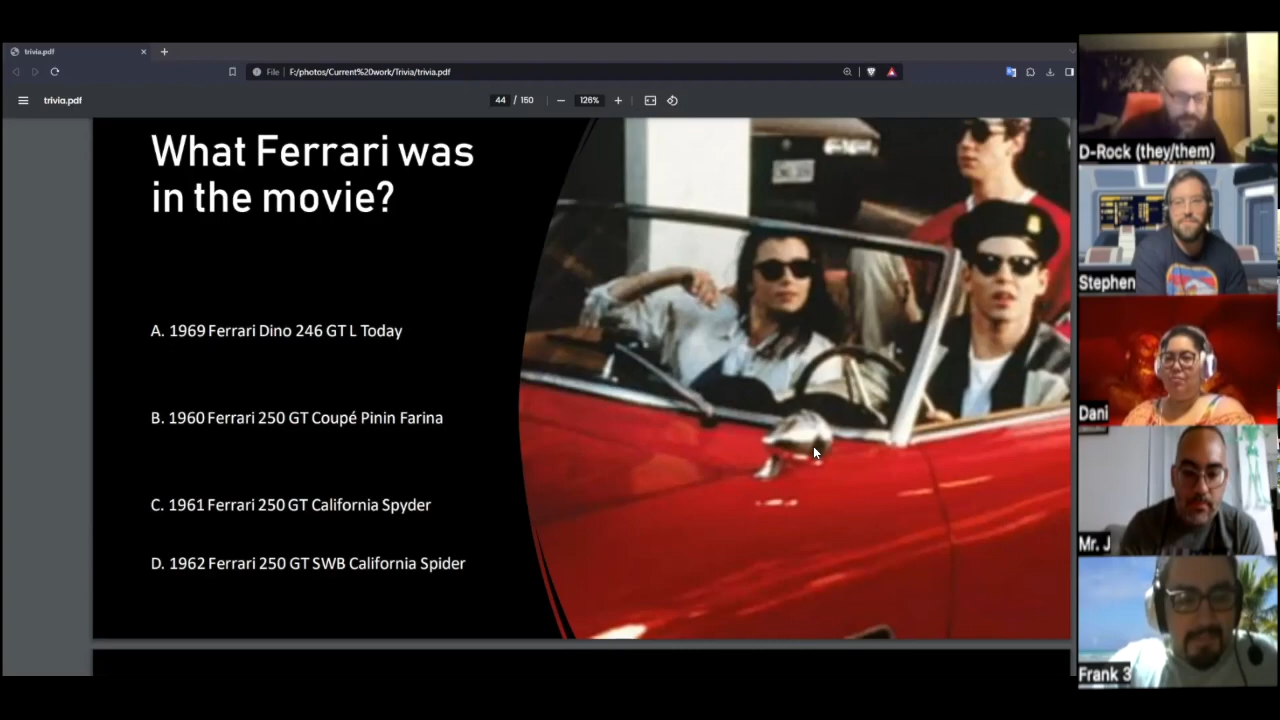 trivia.pdf
File F:/photos/Current%20work/Trivia/trivia.pdf
trivia.pdf
44 / 150
126%
What Ferrari was
in the movie?
A. 1969 Ferrari Dino 246 GT L Today
B. 1960 Ferrari 250 GT Coupé Pinin Farina
C. 1961 Ferrari 250 GT California Spyder
D. 1962 Ferrari 250 GT SWB California Spider
D-Rock (they/them)
Stephen
Dani
Mr. J
Frank 3